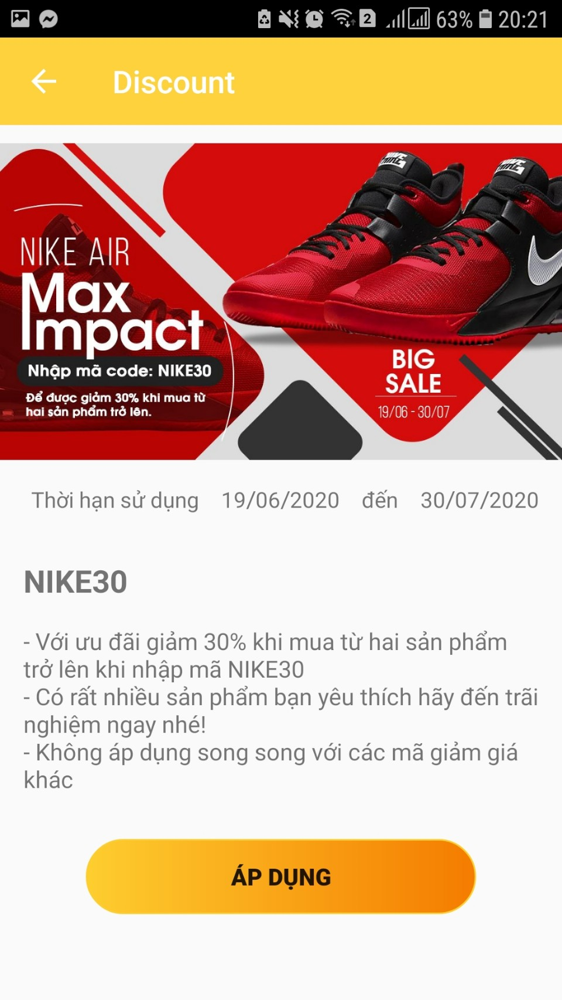 2 63% 20:21
Discount
NIKE AIR
Max
Impact
Nhập mã code: NIKE30
Để được giảm 30% khi mua từ
hai sản phẩm trở lên.
BIG
SALE
19/06 - 30/07
Thời hạn sử dụng 19/06/2020 đến 30/07/2020
NIKE30
- Với ưu đãi giảm 30% khi mua từ hai sản phẩm
trở lên khi nhập mã NIKE30
- Có rất nhiều sản phẩm bạn yêu thích hãy đến trãi
nghiệm ngay nhé!
- Không áp dụng song song với các mã giảm giá
khác
ÁP DỤNG